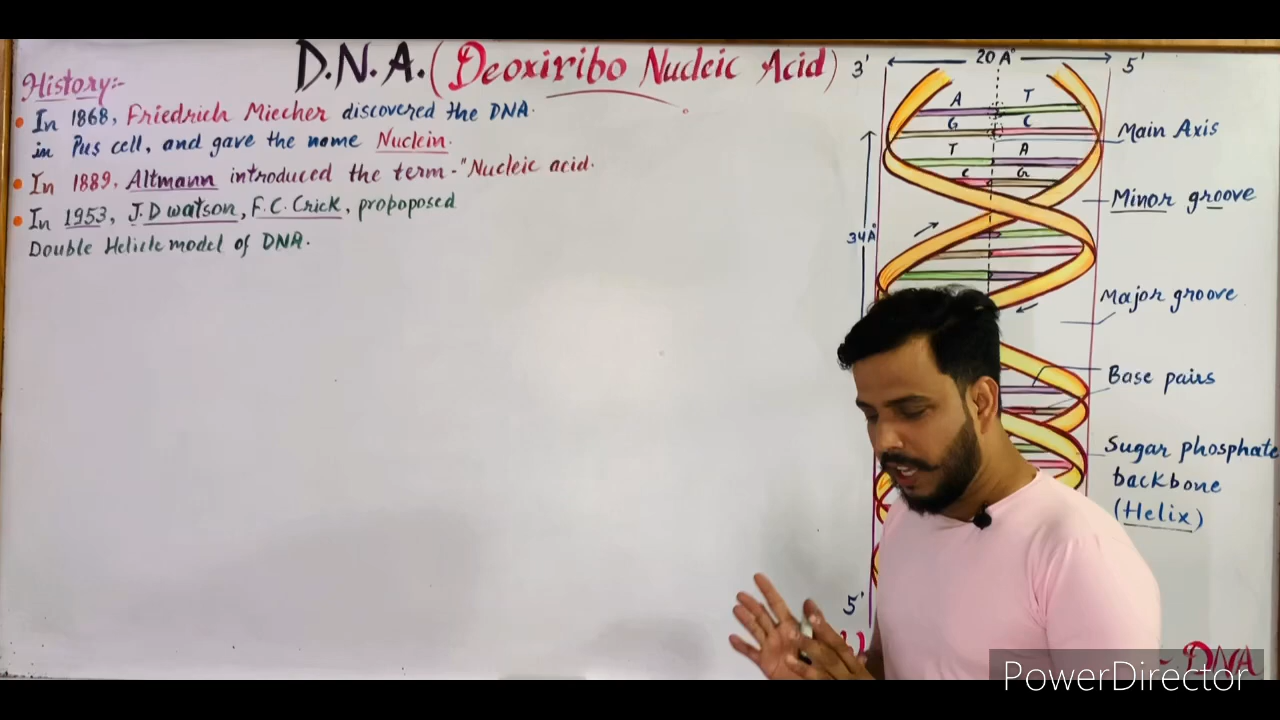 D.N.A. (Deoxiribo Nucleic Acid)
History:-
In 1868, Friedrich Miecher discovered the DNA.
in Pus cell, and gave the name Nuclein.
In 1889, Altmann introduced the term - "Nucleic acid.
In 1953, J.D watson, F.C. Crick, propoposed
Double Helicle model of DNA.
3' 20 A° 5'
A T
G C
T A
C G
34A°
Main Axis
Minor groove
Major groove
Base pairs
Sugar phosphate
backbone
(Helix)
5'
- DNA
PowerDirector